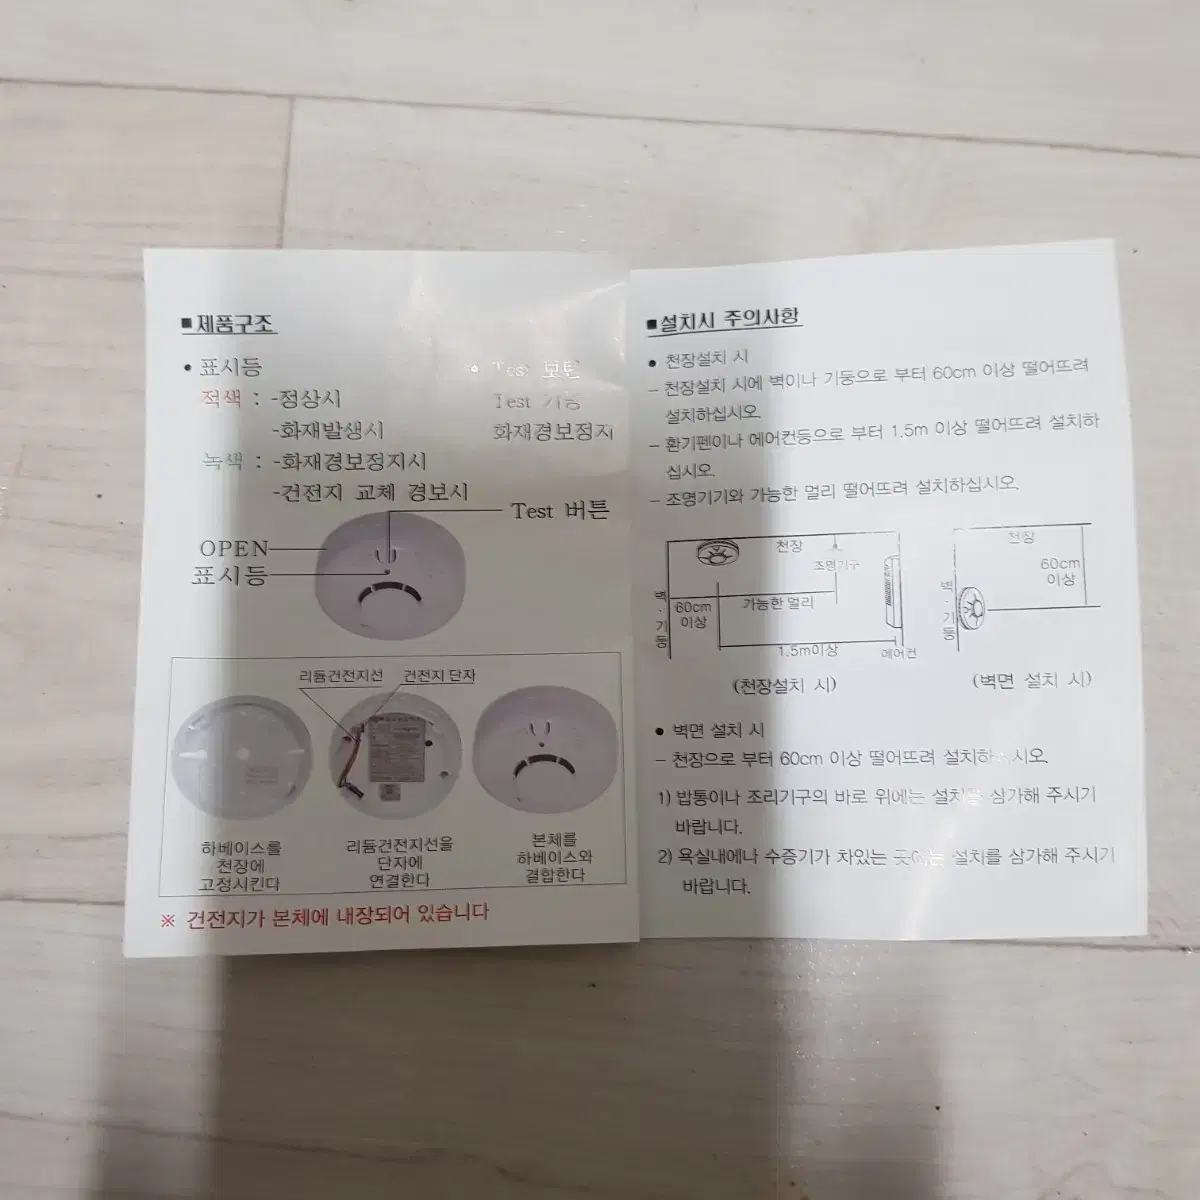 ■ 제품구조
• 표시등
적색 : -정상시
-화재발생시
녹색 : -화재경보정지시
-건전지 교체 경보시
• Test 보턴
Test 기능
화재경보정지
Test 버튼
OPEN
표시등
리튬건전지선
건전지 단자
하베이스를
천장에
고정시킨다
리튬건전지선을
단자에
연결한다
본체를
하베이스와
결합한다
※ 건전지가 본체에 내장되어 있습니다
■설치시 주의사항
● 천장설치 시
– 천장설치 시에 벽이나 기둥으로 부터 60cm 이상 떨어뜨려
설치하십시오.
– 환기펜이나 에어컨등으로 부터 1.5m 이상 떨어뜨려 설치하
십시오.
– 조명기기와 가능한 멀리 떨어뜨려 설치하십시오.
천장
조명기구
벽·기둥
60cm
이상
가능한 멀리
1.5m이상
에어컨
(천장설치 시)
천장
60cm
이상
벽·기둥
(벽면 설치 시)
● 벽면 설치 시
– 천장으로 부터 60cm 이상 떨어뜨려 설치하십시오.
1) 밥통이나 조리기구의 바로 위에는 설치를 삼가해 주시기
바랍니다.
2) 욕실내에나 수증기가 차있는 곳에는 설치를 삼가해 주시기
바랍니다.